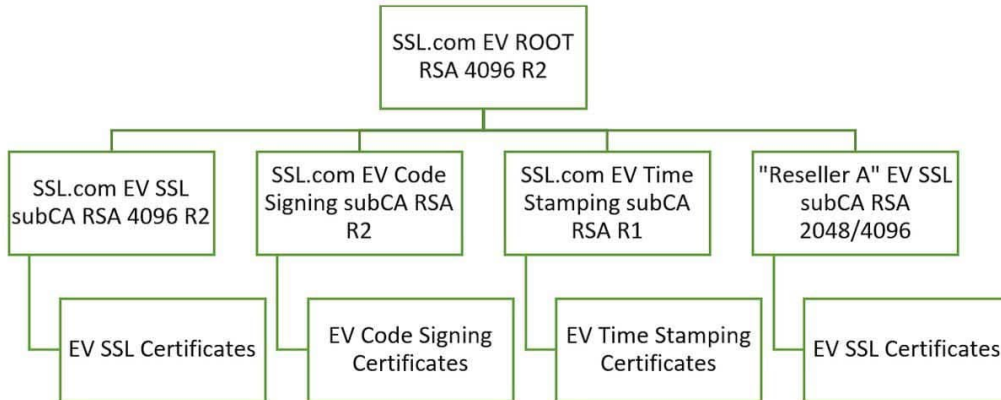 SSL.com EV ROOT
RSA 4096 R2
SSL.com EV SSL
subCA RSA 4096 R2
SSL.com EV Code
Signing subCA RSA
R2
SSL.com EV Time
Stamping subCA
RSA R1
"Reseller A" EV SSL
subCA RSA
2048/4096
EV SSL Certificates
EV Code Signing
Certificates
EV Time Stamping
Certificates
EV SSL Certificates